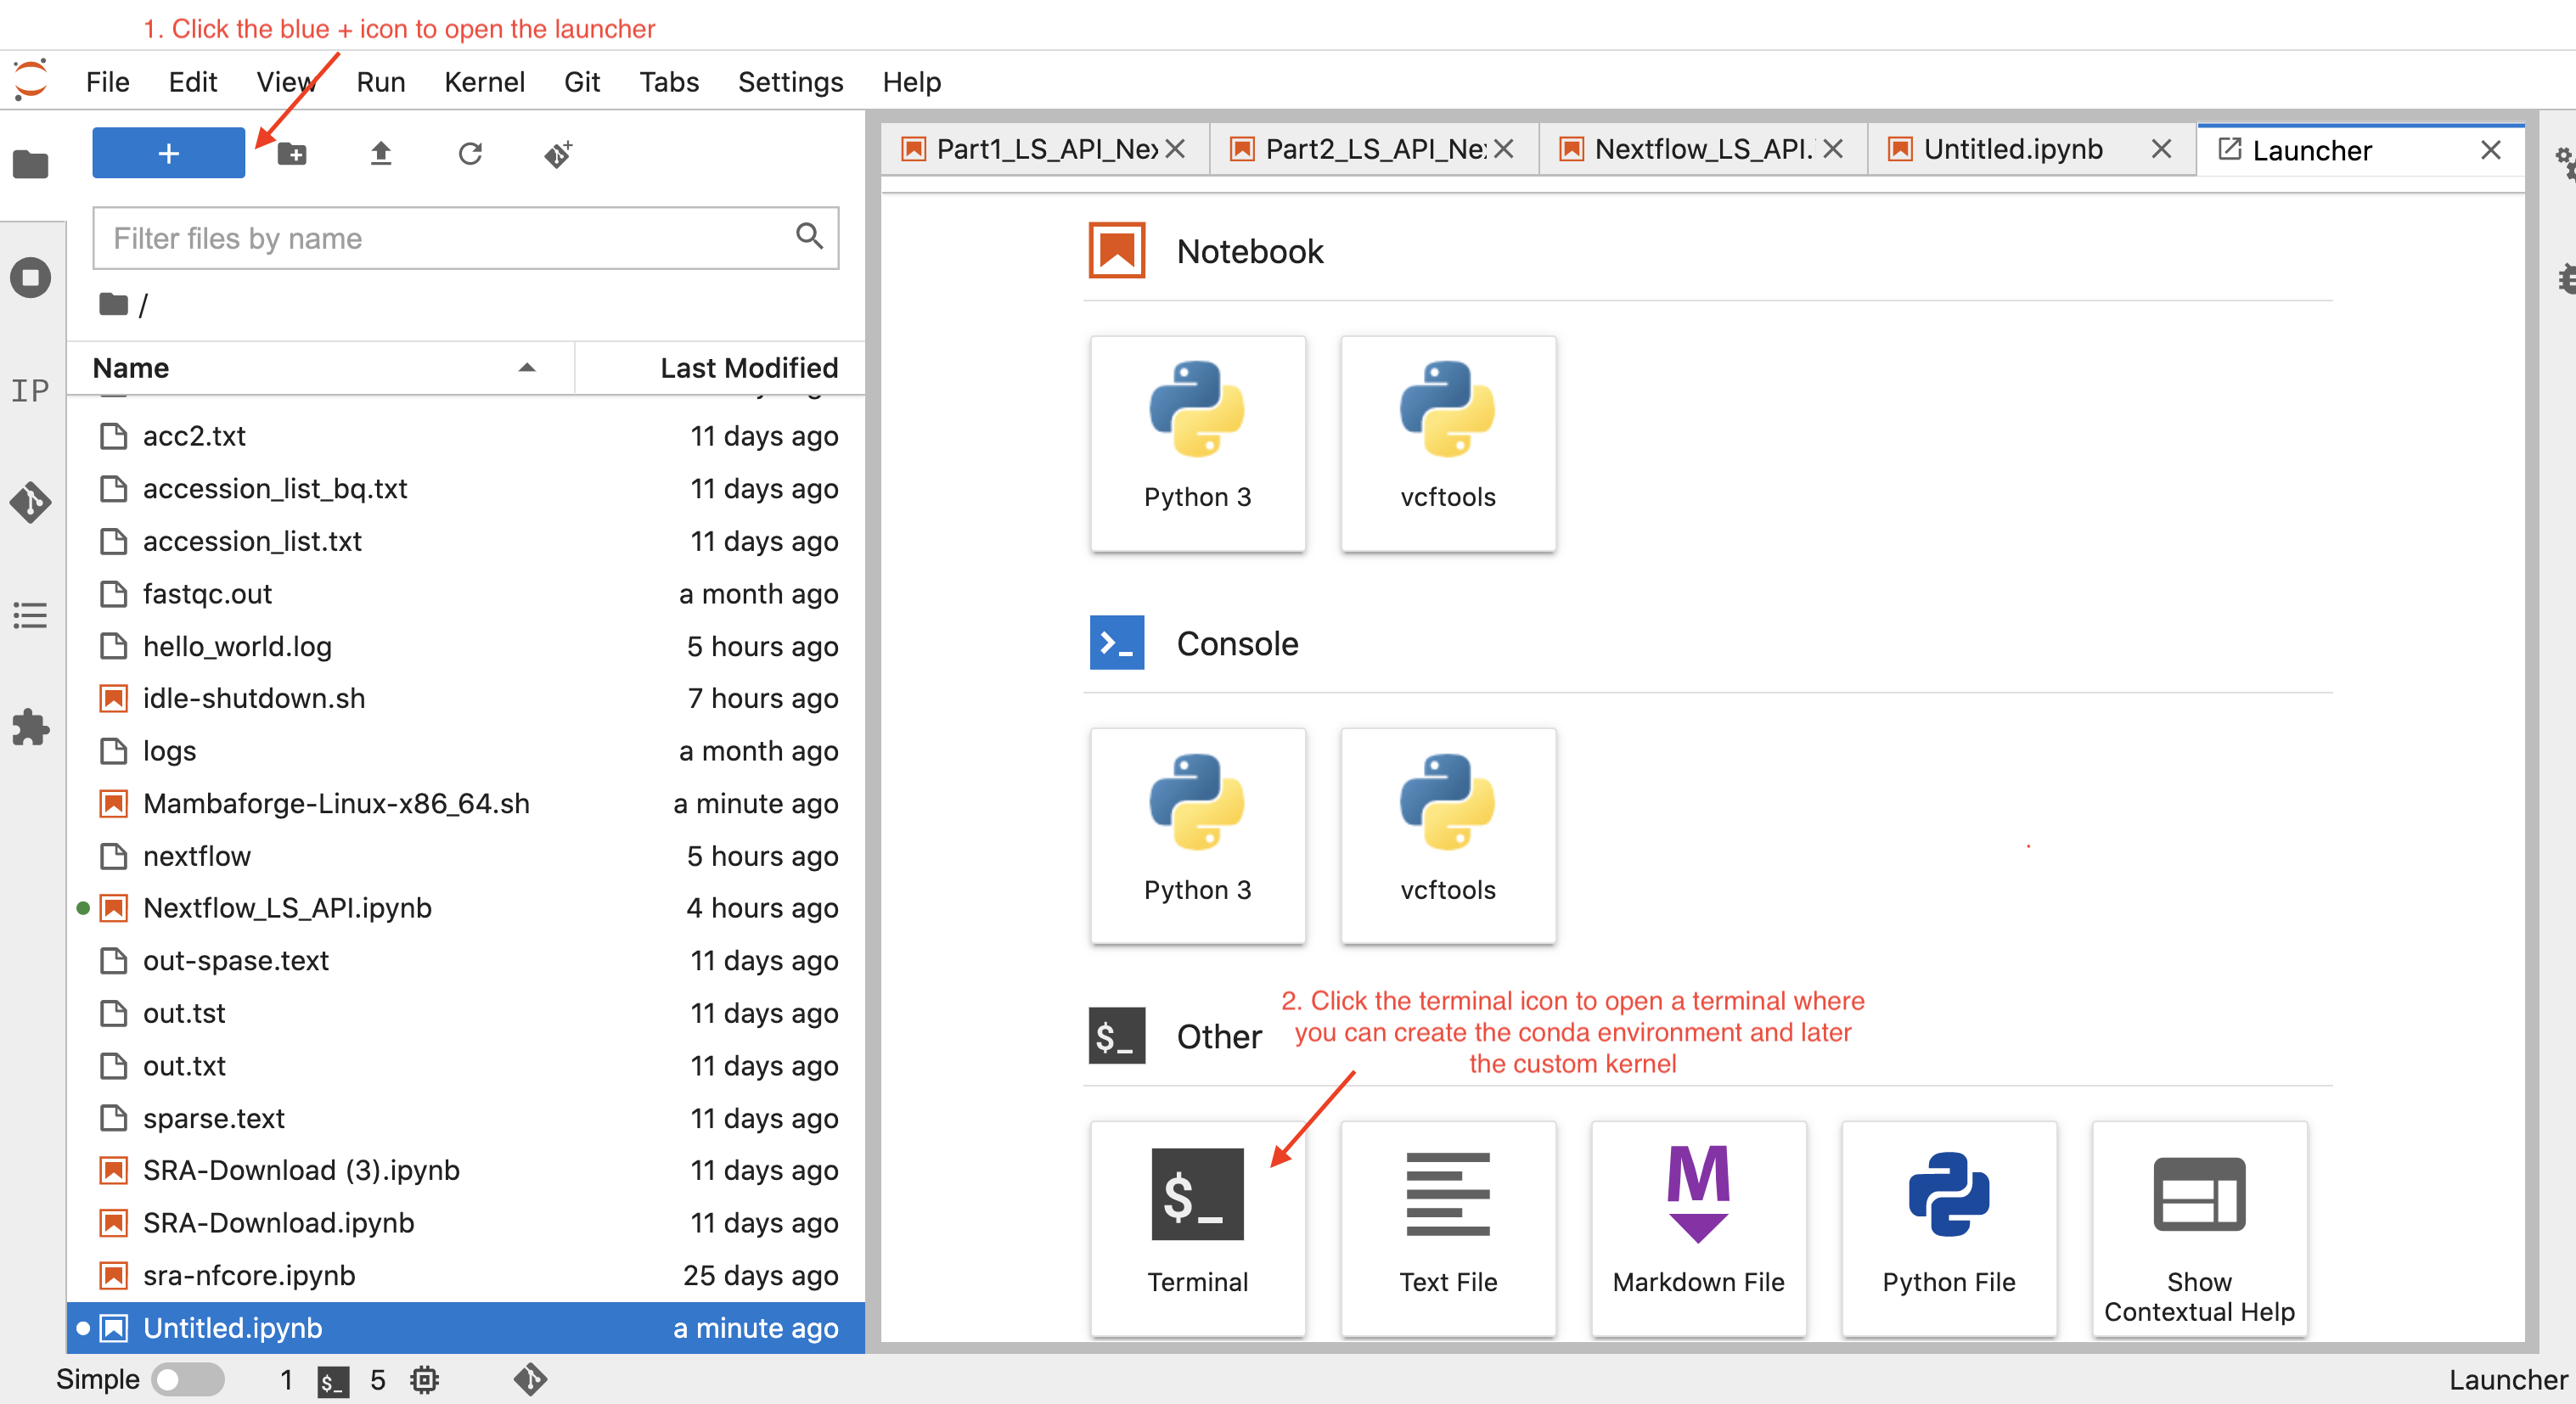 1. Click the blue + icon to open the launcher
File Edit View Run Kernel Git Tabs Settings Help
Part1_LS_API_Nex
Part2_LS_API_Ne
Nextflow_LS_API.
Untitled.ipynb
Launcher
Filter files by name
/
IP
Name Last Modified
acc2.txt 11 days ago
accession_list_bq.txt 11 days ago
accession_list.txt 11 days ago
fastqc.out a month ago
hello_world.log 5 hours ago
idle-shutdown.sh 7 hours ago
logs a month ago
Mambaforge-Linux-x86_64.sh a minute ago
nextflow 5 hours ago
Nextflow_LS_API.ipynb 4 hours ago
out-spase.text 11 days ago
out.tst 11 days ago
out.txt 11 days ago
sparse.text 11 days ago
SRA-Download (3).ipynb 11 days ago
SRA-Download.ipynb 11 days ago
sra-nfcore.ipynb 25 days ago
Untitled.ipynb a minute ago
Notebook
Python 3
vcftools
Console
Python 3
vcftools
$_ Other
2. Click the terminal icon to open a terminal where
you can create the conda environment and later
the custom kernel
$_
Terminal
Text File
M
Markdown File
Python File
Show
Contextual Help
Simple 1 $_ 5
Launcher